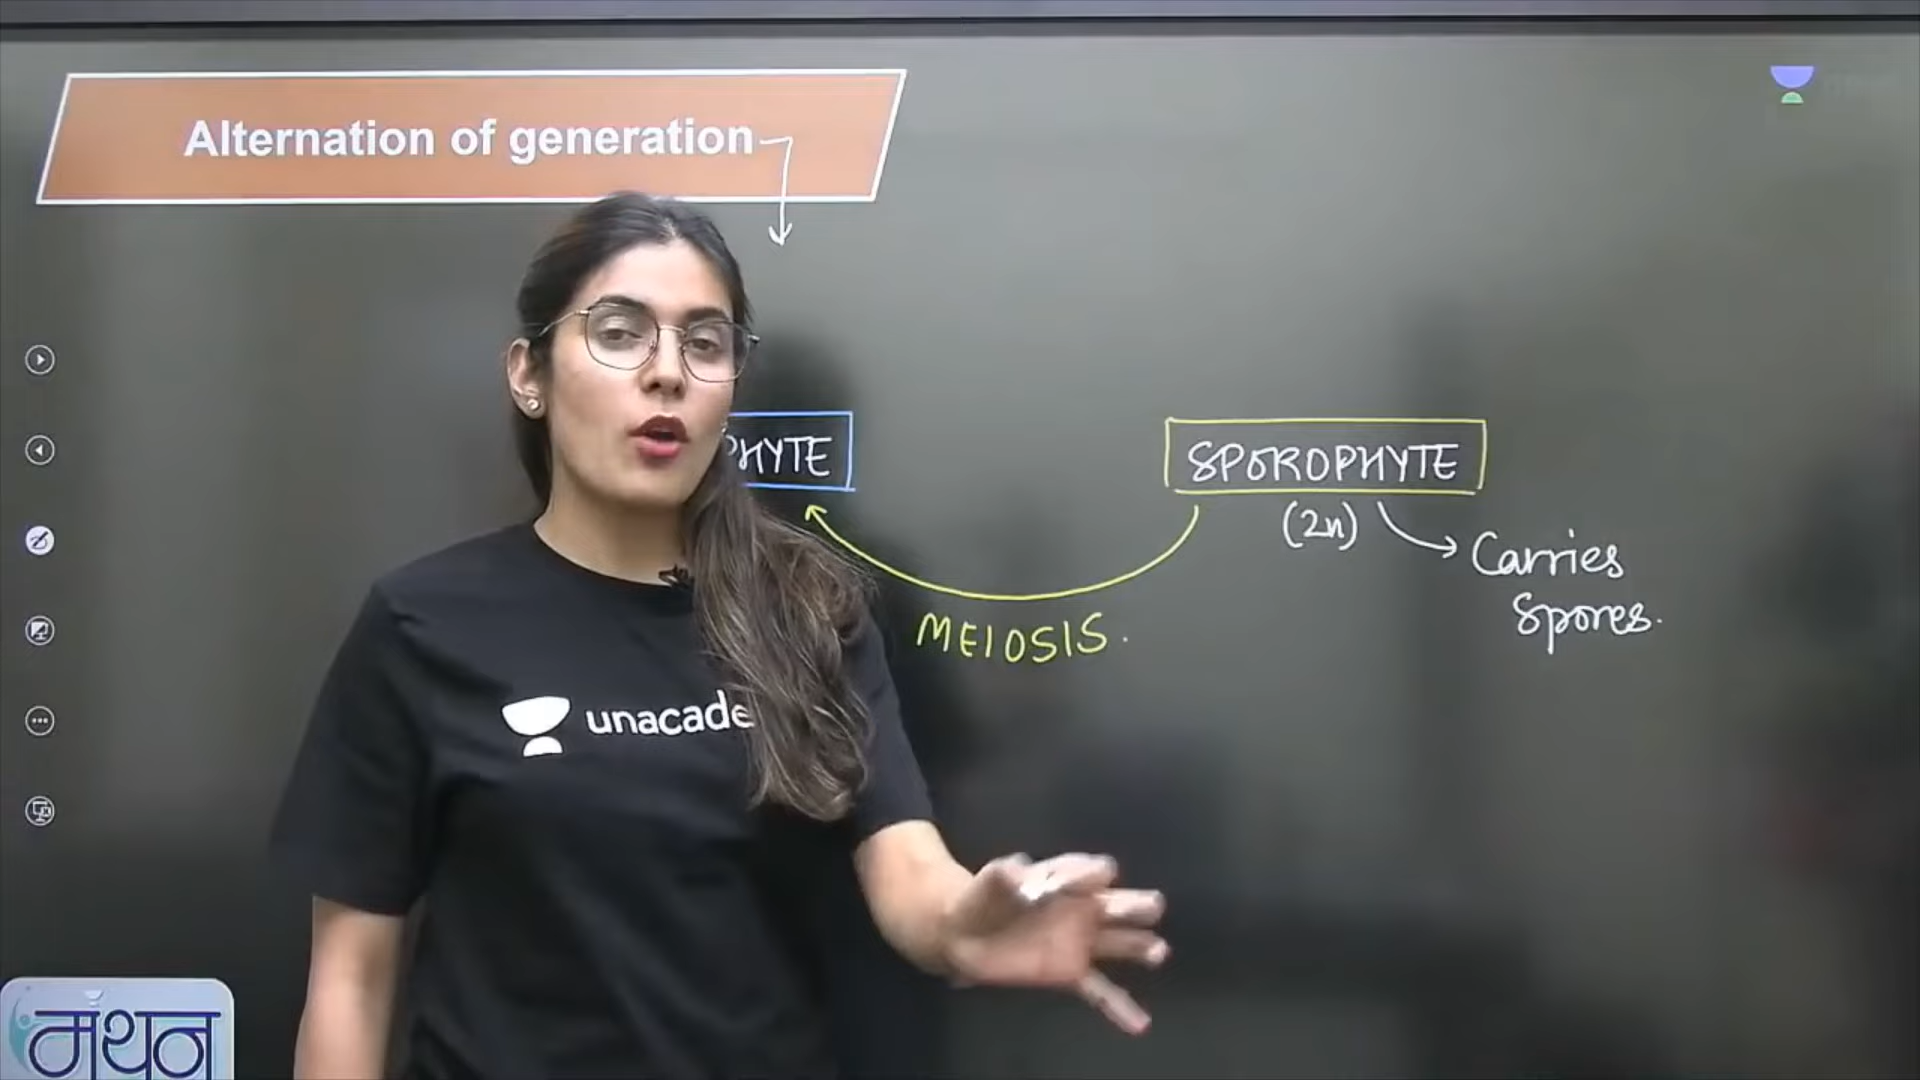 Alternation of generation
PHYTE
SPOROPHYTE
(2n)
Carries
Spores.
MEIOSIS.
unacade
मंथन